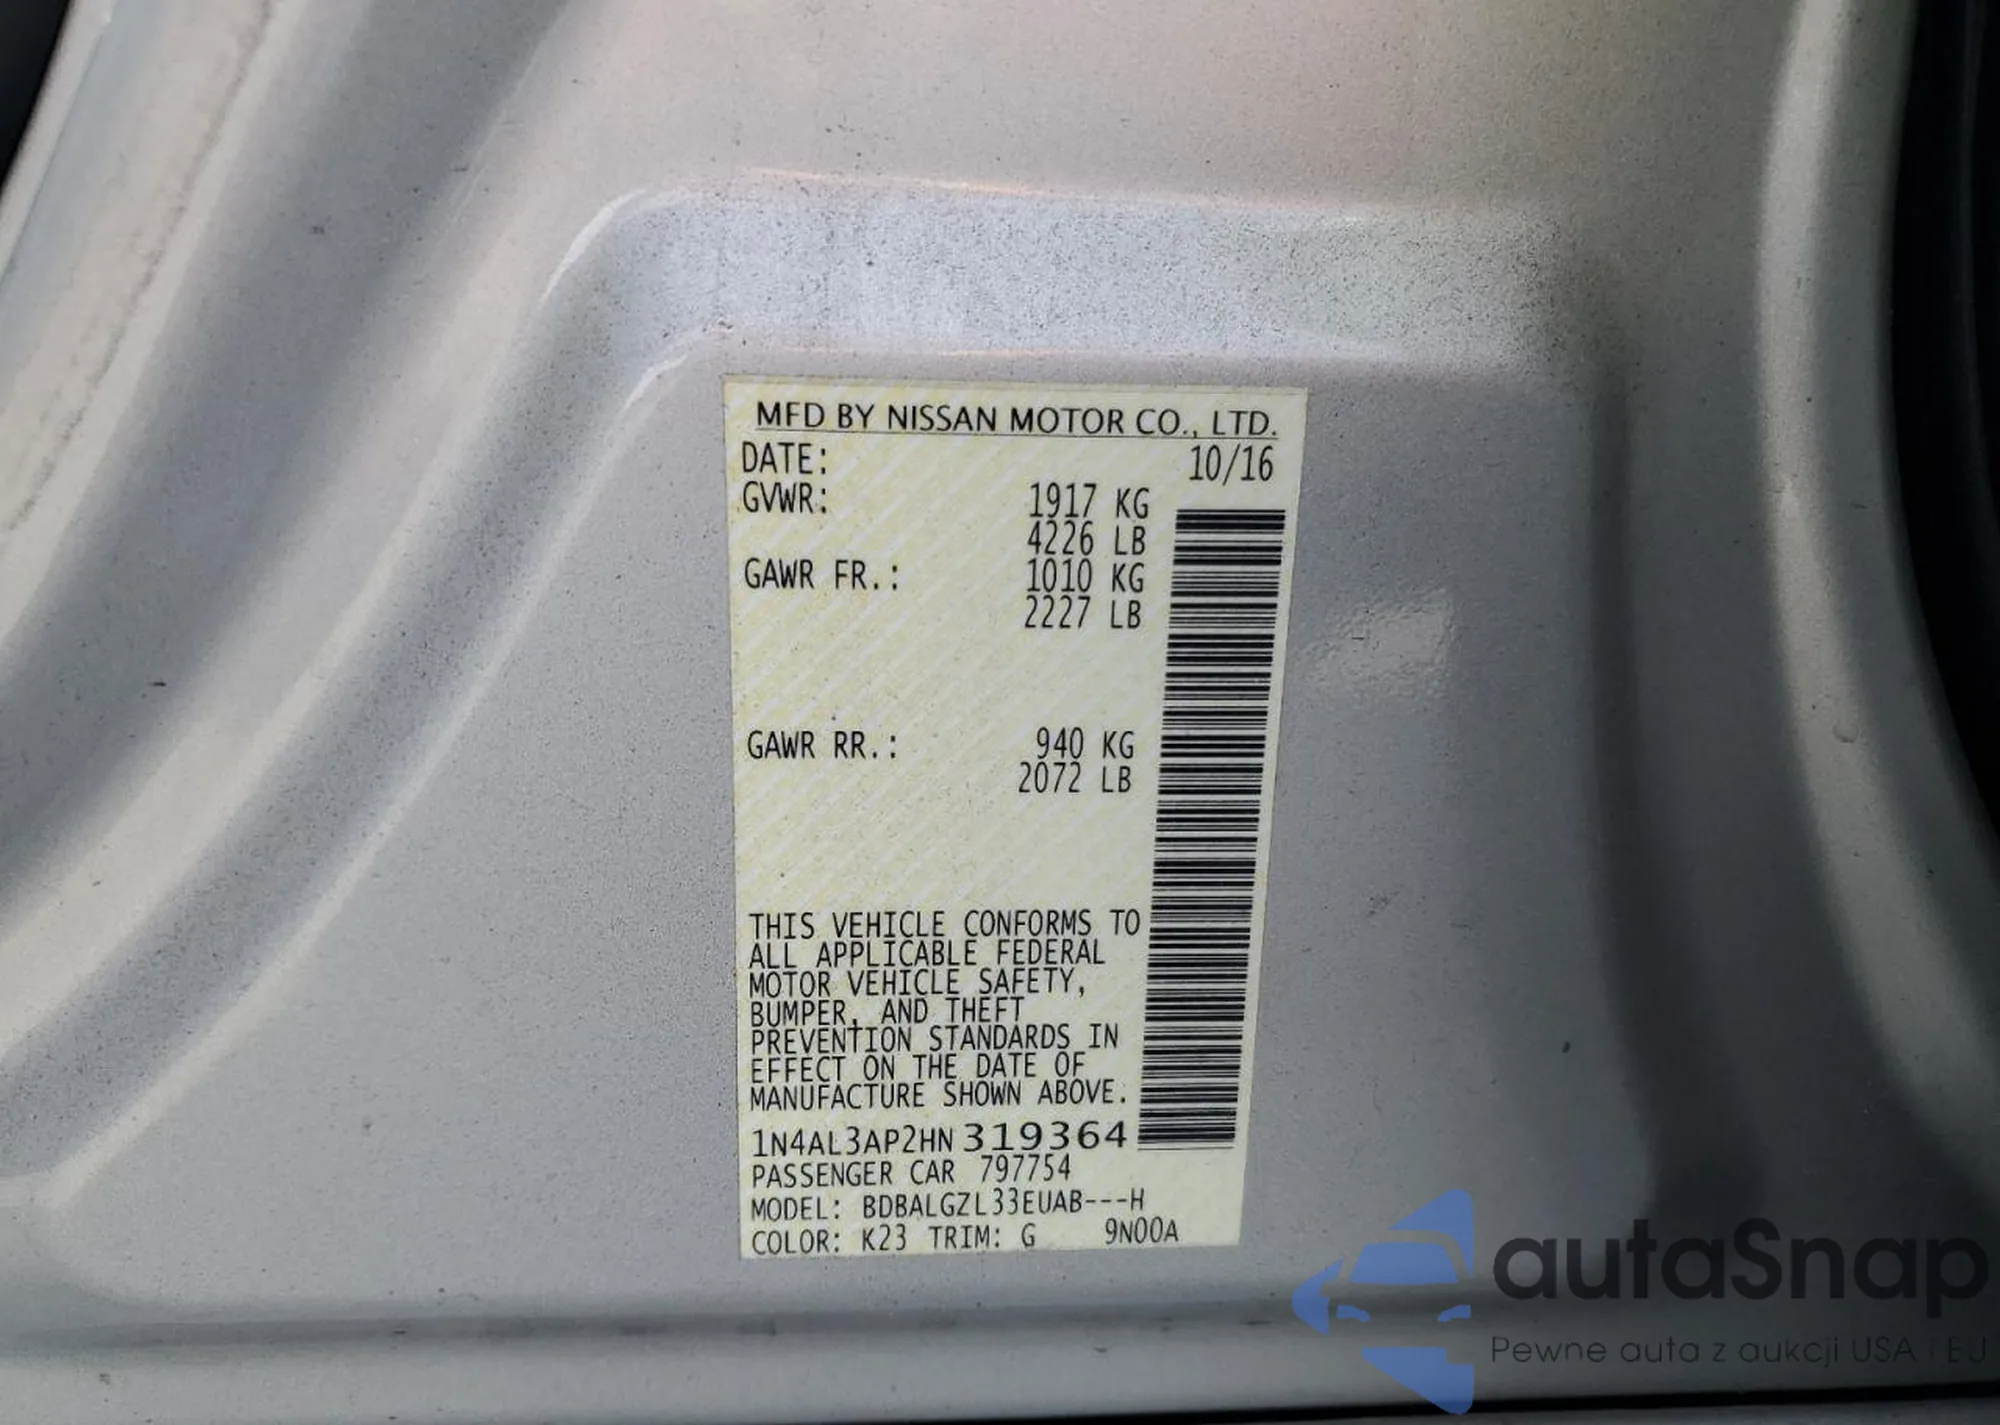 MFD BY NISSAN MOTOR CO., LTD.
DATE: 10/16
GVWR: 1917 KG
4226 LB
GAWR FR.: 1010 KG
2227 LB
GAWR RR.: 940 KG
2072 LB
THIS VEHICLE CONFORMS TO
ALL APPLICABLE FEDERAL
MOTOR VEHICLE SAFETY,
BUMPER, AND THEFT
PREVENTION STANDARDS IN
EFFECT ON THE DATE OF
MANUFACTURE SHOWN ABOVE.
1N4AL3AP2HN 319364
PASSENGER CAR 797754
MODEL: BDBALGZL33EUAB---H
COLOR: K23 TRIM: G 9N00A
autaSnap
Pewne auta z aukcji USA i EU